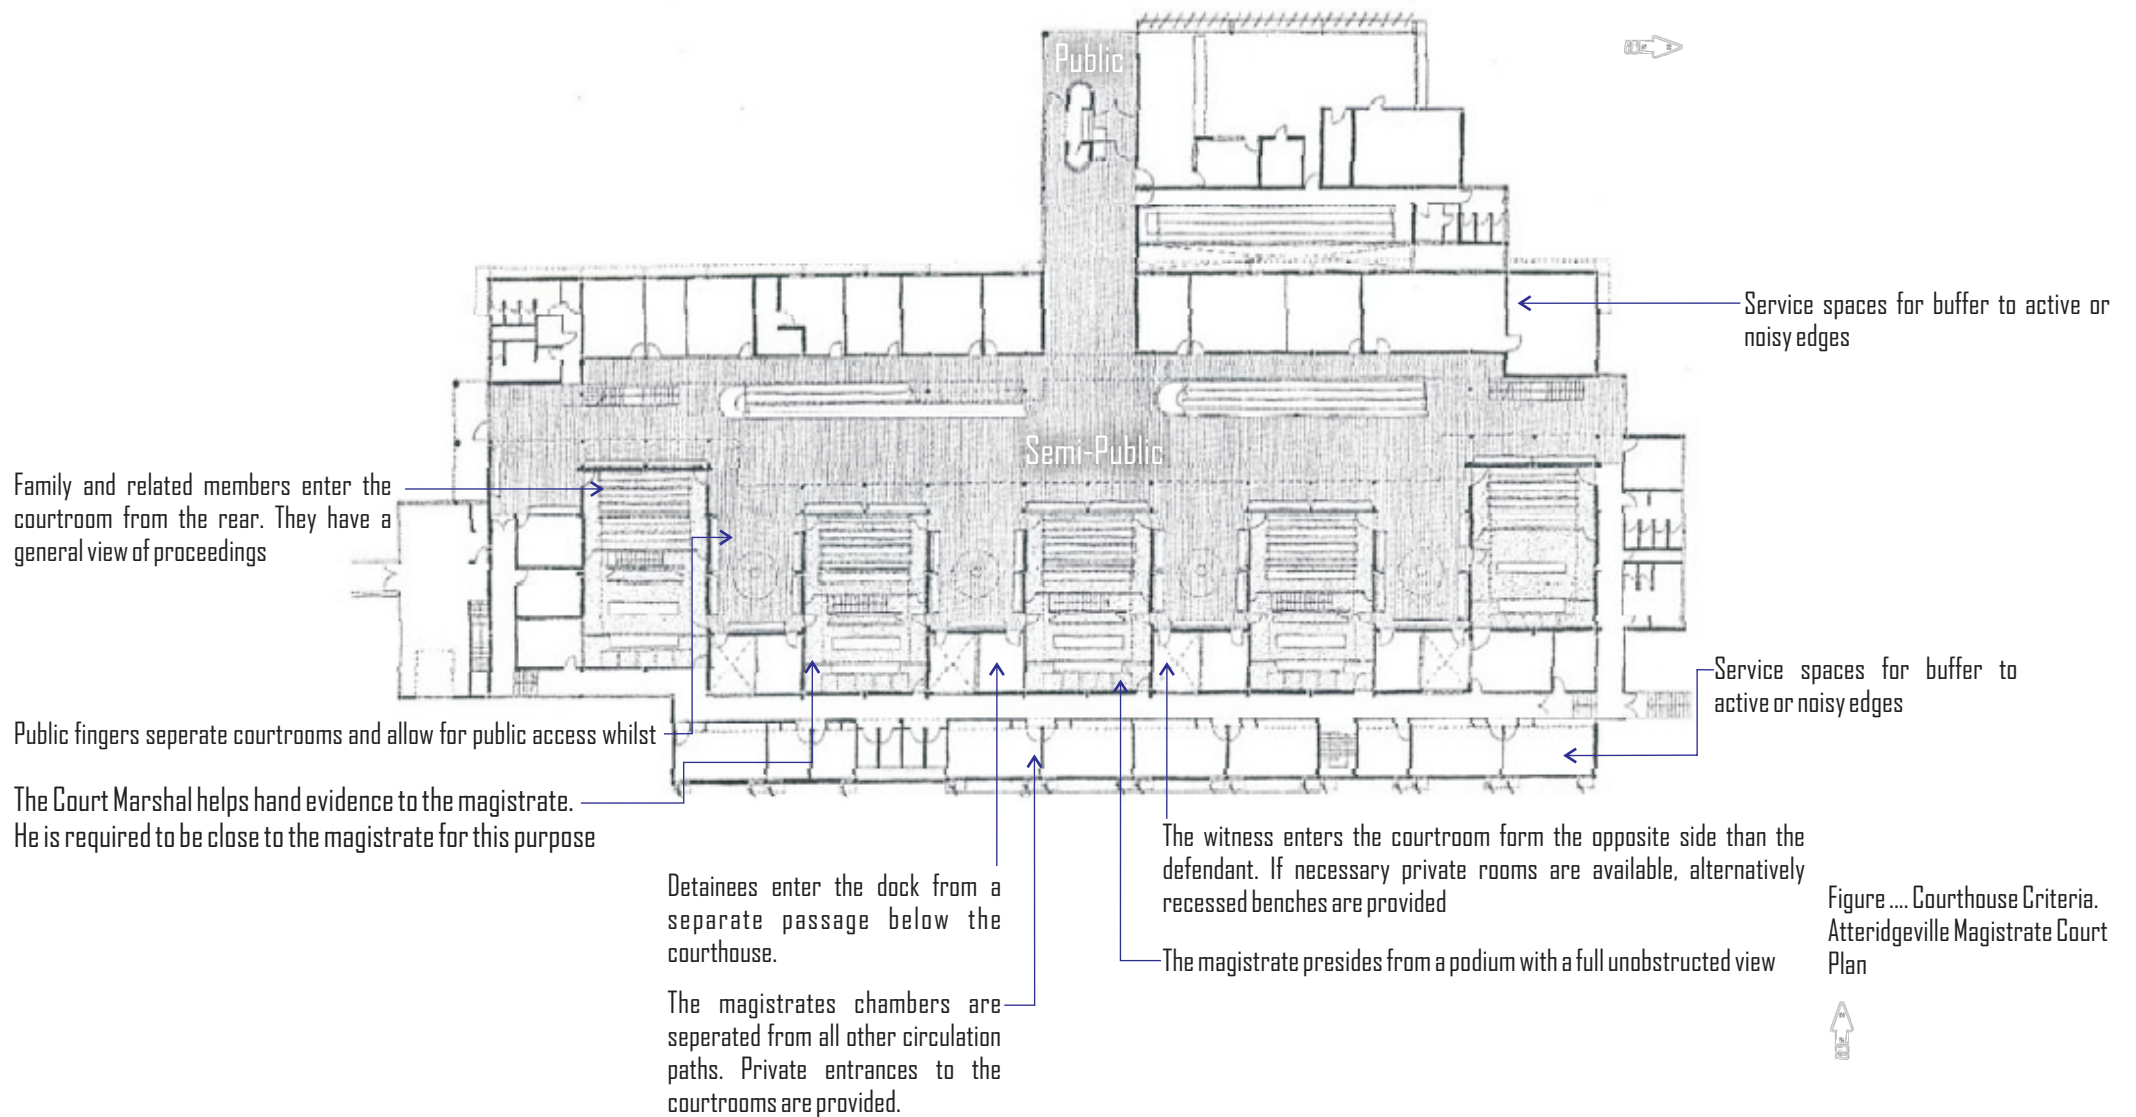 Public
Service spaces for buffer to active or
noisy edges
Semi-Public
Family and related members enter the
courtroom from the rear. They have a
general view of proceedings
Service spaces for buffer to
active or noisy edges
Public fingers seperate courtrooms and allow for public access whilst
The Court Marshal helps hand evidence to the magistrate.
He is required to be close to the magistrate for this purpose
The witness enters the courtroom form the opposite side than the
defendant. If necessary private rooms are available, alternatively
recessed benches are provided
Detainees enter the dock from a
separate passage below the
courthouse.
The magistrate presides from a podium with a full unobstructed view
The magistrates chambers are
seperated from all other circulation
paths. Private entrances to the
courtrooms are provided.
Figure .... Courthouse Criteria.
Atteridgeville Magistrate Court
Plan